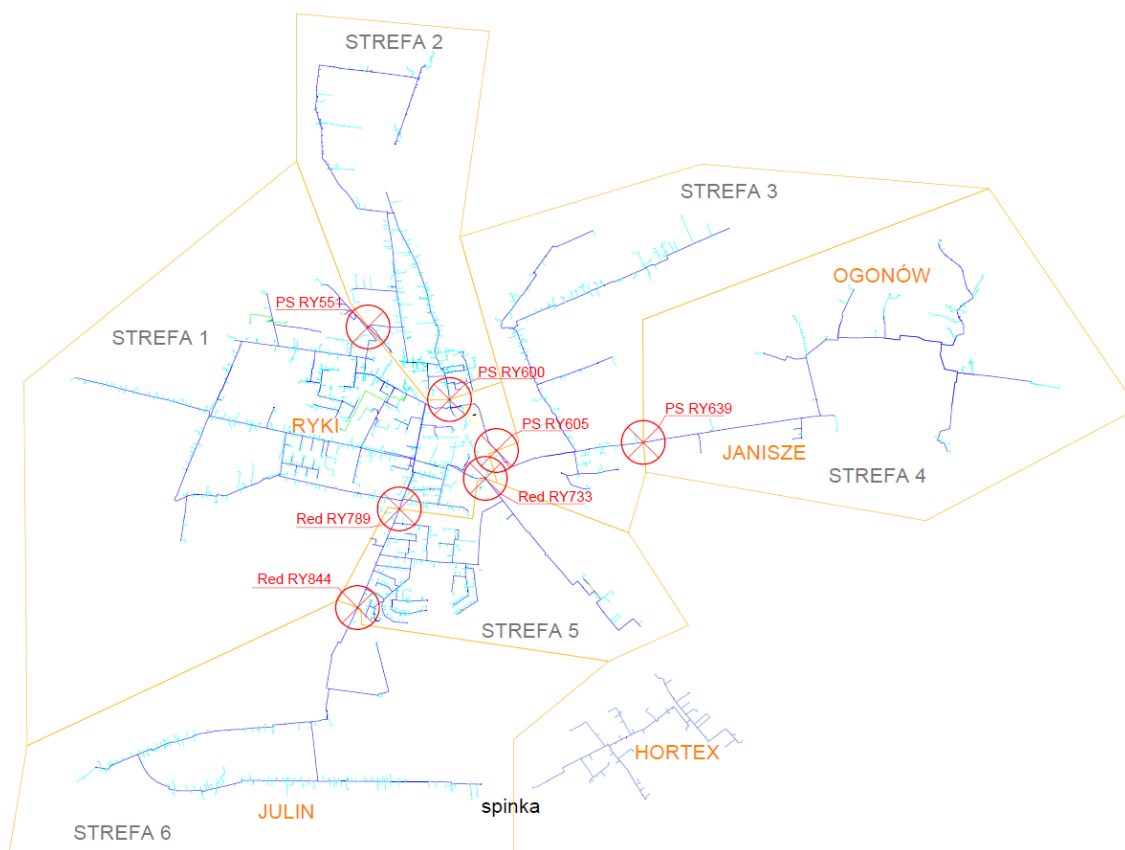 STREFA 2
STREFA 3
OGONÓW
PS RY551
STREFA 1
PS RY600
PS RY605
PS RY639
RYKI
JANISZE
STREFA 4
Red RY733
Red RY789
Red RY844
STREFA 5
HORTEX
spinka
JULIN
STREFA 6